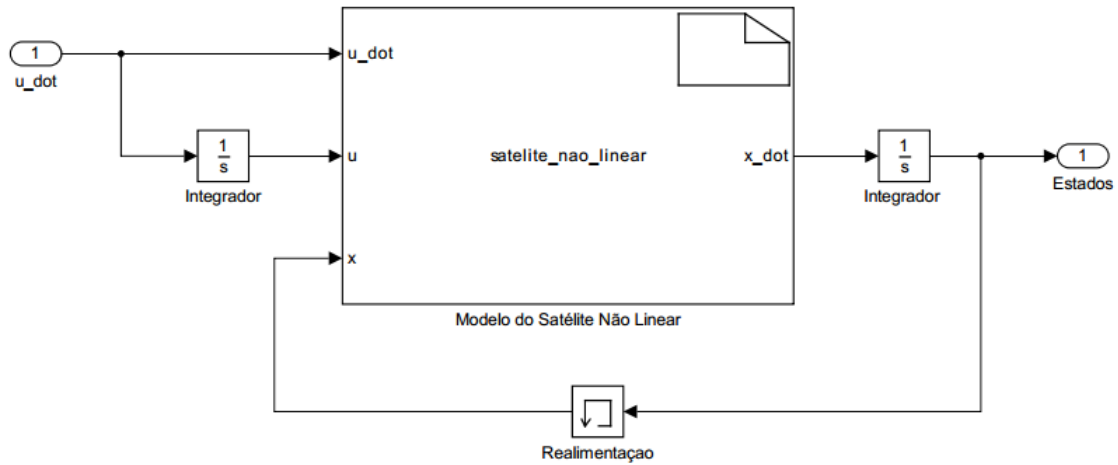 1
u_dot
u_dot
1
s
Integrador
u
satelite_nao_linear
x_dot
1
s
Integrador
1
Estados
x
Modelo do Satélite Não Linear
Realimentaçao